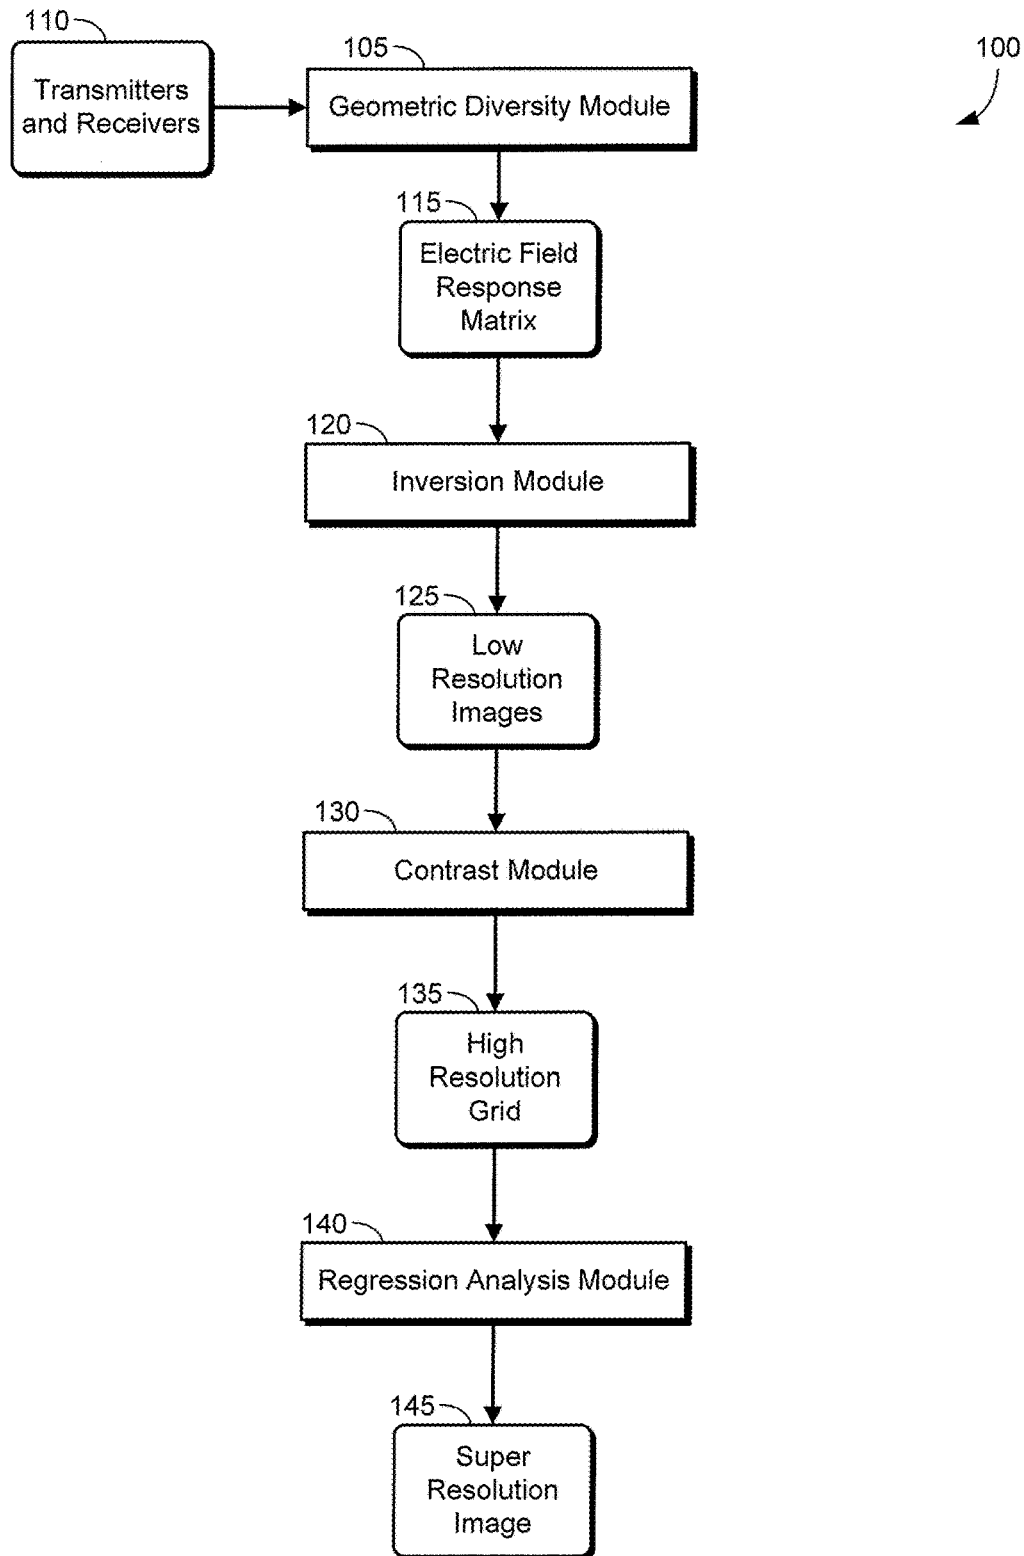 110
Transmitters
and Receivers
105
Geometric Diversity Module
100
115
Electric Field
Response
Matrix
120
Inversion Module
125
Low
Resolution
Images
130
Contrast Module
135
High
Resolution
Grid
140
Regression Analysis Module
145
Super
Resolution
Image